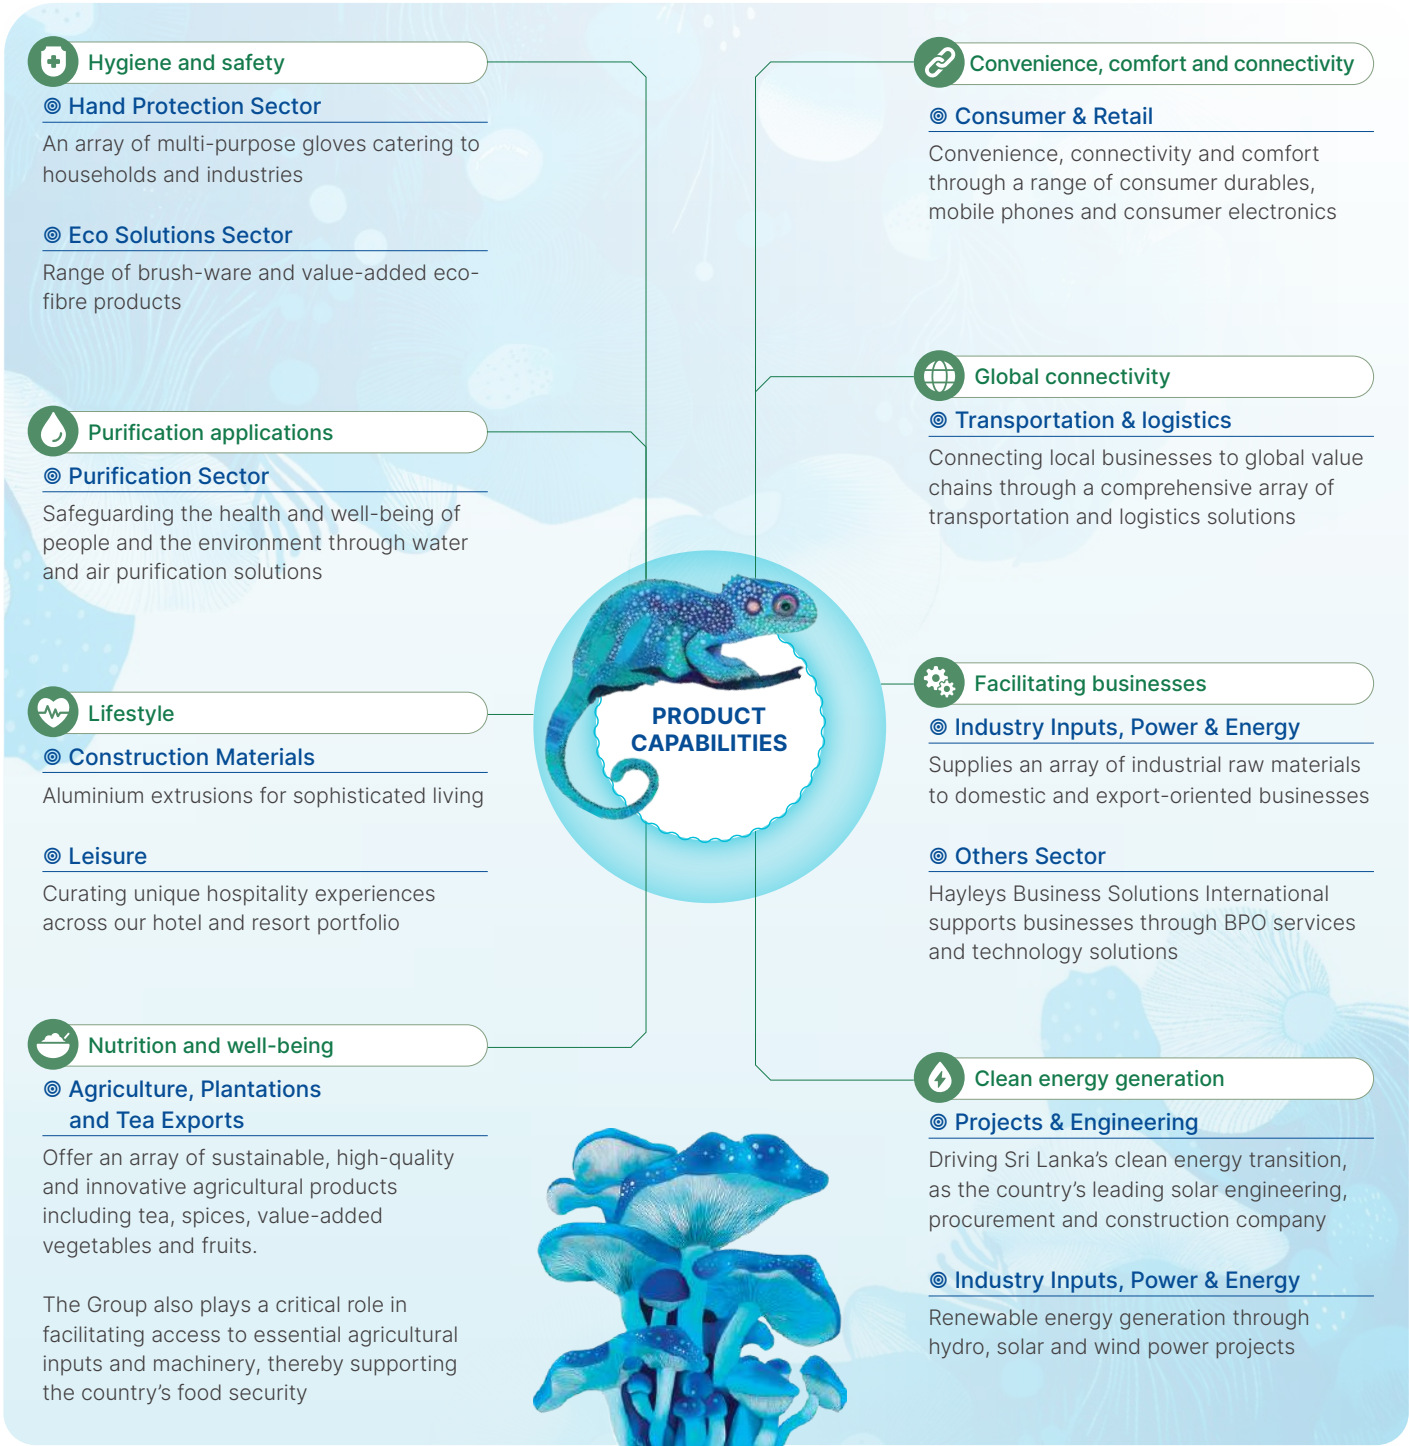 Hygiene and safety
Hand Protection Sector
An array of multi-purpose gloves catering to
households and industries
Eco Solutions Sector
Range of brush-ware and value-added eco-
fibre products
Purification applications
Purification Sector
Safeguarding the health and well-being of
people and the environment through water
and air purification solutions
Lifestyle
Construction Materials
Aluminium extrusions for sophisticated living
Leisure
Curating unique hospitality experiences
across our hotel and resort portfolio
Nutrition and well-being
Agriculture, Plantations
and Tea Exports
Offer an array of sustainable, high-quality
and innovative agricultural products
including tea, spices, value-added
vegetables and fruits.
The Group also plays a critical role in
facilitating access to essential agricultural
inputs and machinery, thereby supporting
the country’s food security
PRODUCT
CAPABILITIES
Convenience, comfort and connectivity
Consumer & Retail
Convenience, connectivity and comfort
through a range of consumer durables,
mobile phones and consumer electronics
Global connectivity
Transportation & logistics
Connecting local businesses to global value
chains through a comprehensive array of
transportation and logistics solutions
Facilitating businesses
Industry Inputs, Power & Energy
Supplies an array of industrial raw materials
to domestic and export-oriented businesses
Others Sector
Hayleys Business Solutions International
supports businesses through BPO services
and technology solutions
Clean energy generation
Projects & Engineering
Driving Sri Lanka’s clean energy transition,
as the country’s leading solar engineering,
procurement and construction company
Industry Inputs, Power & Energy
Renewable energy generation through
hydro, solar and wind power projects